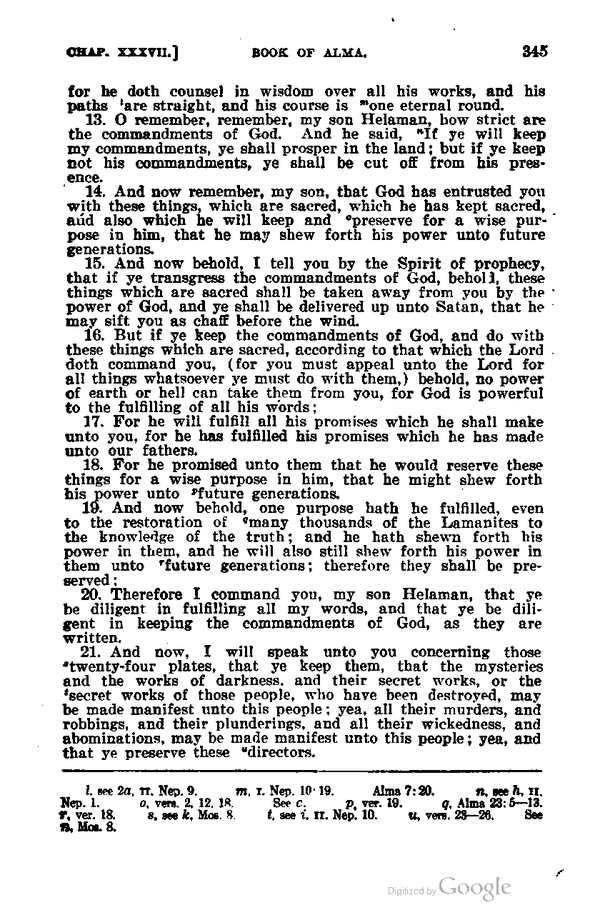 CHAP. XXXVII.] BOOK OF ALMA. 345
for he doth counsel in wisdom over all his works, and his
paths ˡare straight, and his course is ᵐone eternal round.
13. O remember, remember, my son Helaman, how strict are
the commandments of God. And he said, ⁿIf ye will keep
my commandments, ye shall prosper in the land; but if ye keep
not his commandments, ye shall be cut off from his pres-
ence.
14. And now remember, my son, that God has entrusted you
with these things, which are sacred, which he has kept sacred,
and also which he will keep and ᵒpreserve for a wise pur-
pose in him, that he may shew forth his power unto future
generations.
15. And now behold, I tell you by the Spirit of prophecy,
that if ye transgress the commandments of God, behold, these
things which are sacred shall be taken away from you by the
power of God, and ye shall be delivered up unto Satan, that he
may sift you as chaff before the wind.
16. But if ye keep the commandments of God, and do with
these things which are sacred, according to that which the Lord
doth command you, (for you must appeal unto the Lord for
all things whatsoever ye must do with them,) behold, no power
of earth or hell can take them from you, for God is powerful
to the fulfilling of all his words;
17. For he will fulfill all his promises which he shall make
unto you, for he has fulfilled his promises which he has made
unto our fathers.
18. For he promised unto them that he would reserve these
things for a wise purpose in him, that he might shew forth
his power unto ᵖfuture generations.
19. And now behold, one purpose hath he fulfilled, even
to the restoration of qmany thousands of the Lamanites to
the knowledge of the truth; and he hath shewn forth his
power in them, and he will also still shew forth his power in
them unto ʳfuture generations; therefore they shall be pre-
served;
20. Therefore I command you, my son Helaman, that ye
be diligent in fulfilling all my words, and that ye be dili-
gent in keeping the commandments of God, as they are
written.
21. And now, I will speak unto you concerning those
ˢtwenty-four plates, that ye keep them, that the mysteries
and the works of darkness, and their secret works, or the
ᵗsecret works of those people, who have been destroyed, may
be made manifest unto this people; yea, all their murders, and
robbings, and their plunderings, and all their wickedness, and
abominations, may be made manifest unto this people; yea, and
that ye preserve these ᵘdirectors.
l, see 2a, II. Nep. 9. m, I. Nep. 10:19. Alma 7:20. n, see h, II.
Nep. 1. o, vers. 2, 12, 18. See c. p, ver. 19. q, Alma 23:5—13.
r, ver. 18. s, see k, Mos. 8. t, see i, II. Nep. 10. u, vers. 23—26. See
n, Mos. 8.
Digitized by Google